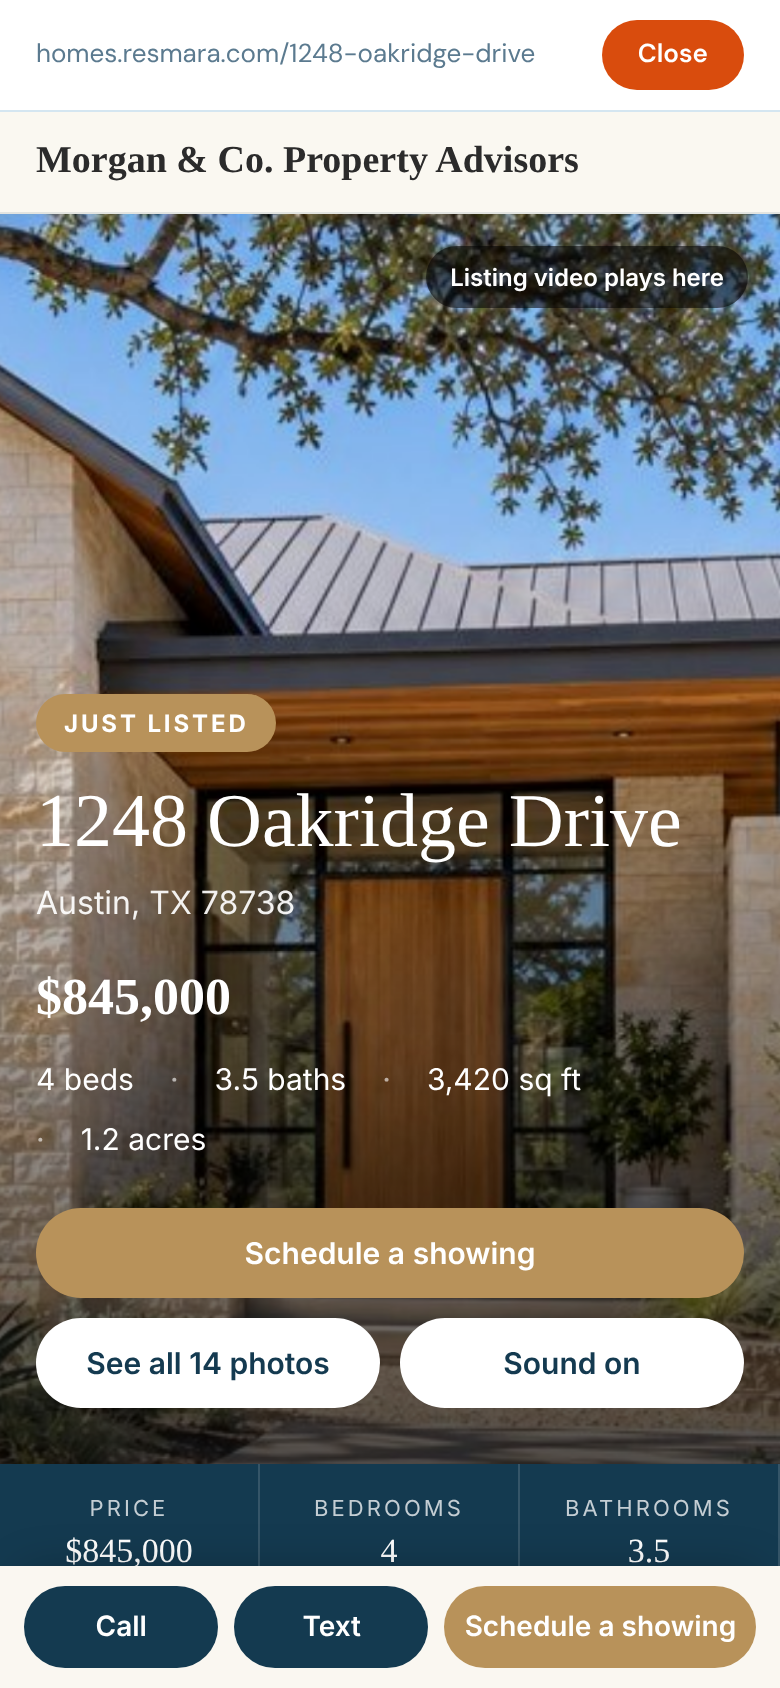 homes.resmara.com/1248-oakridge-drive
Close
Morgan & Co. Property Advisors
Listing video plays here
JUST LISTED
1248 Oakridge Drive
Austin, TX 78738
$845,000
4 beds · 3.5 baths · 3,420 sq ft
· 1.2 acres
Schedule a showing
See all 14 photos
Sound on
PRICE
$845,000
BEDROOMS
4
BATHROOMS
3.5
Call
Text
Schedule a showing